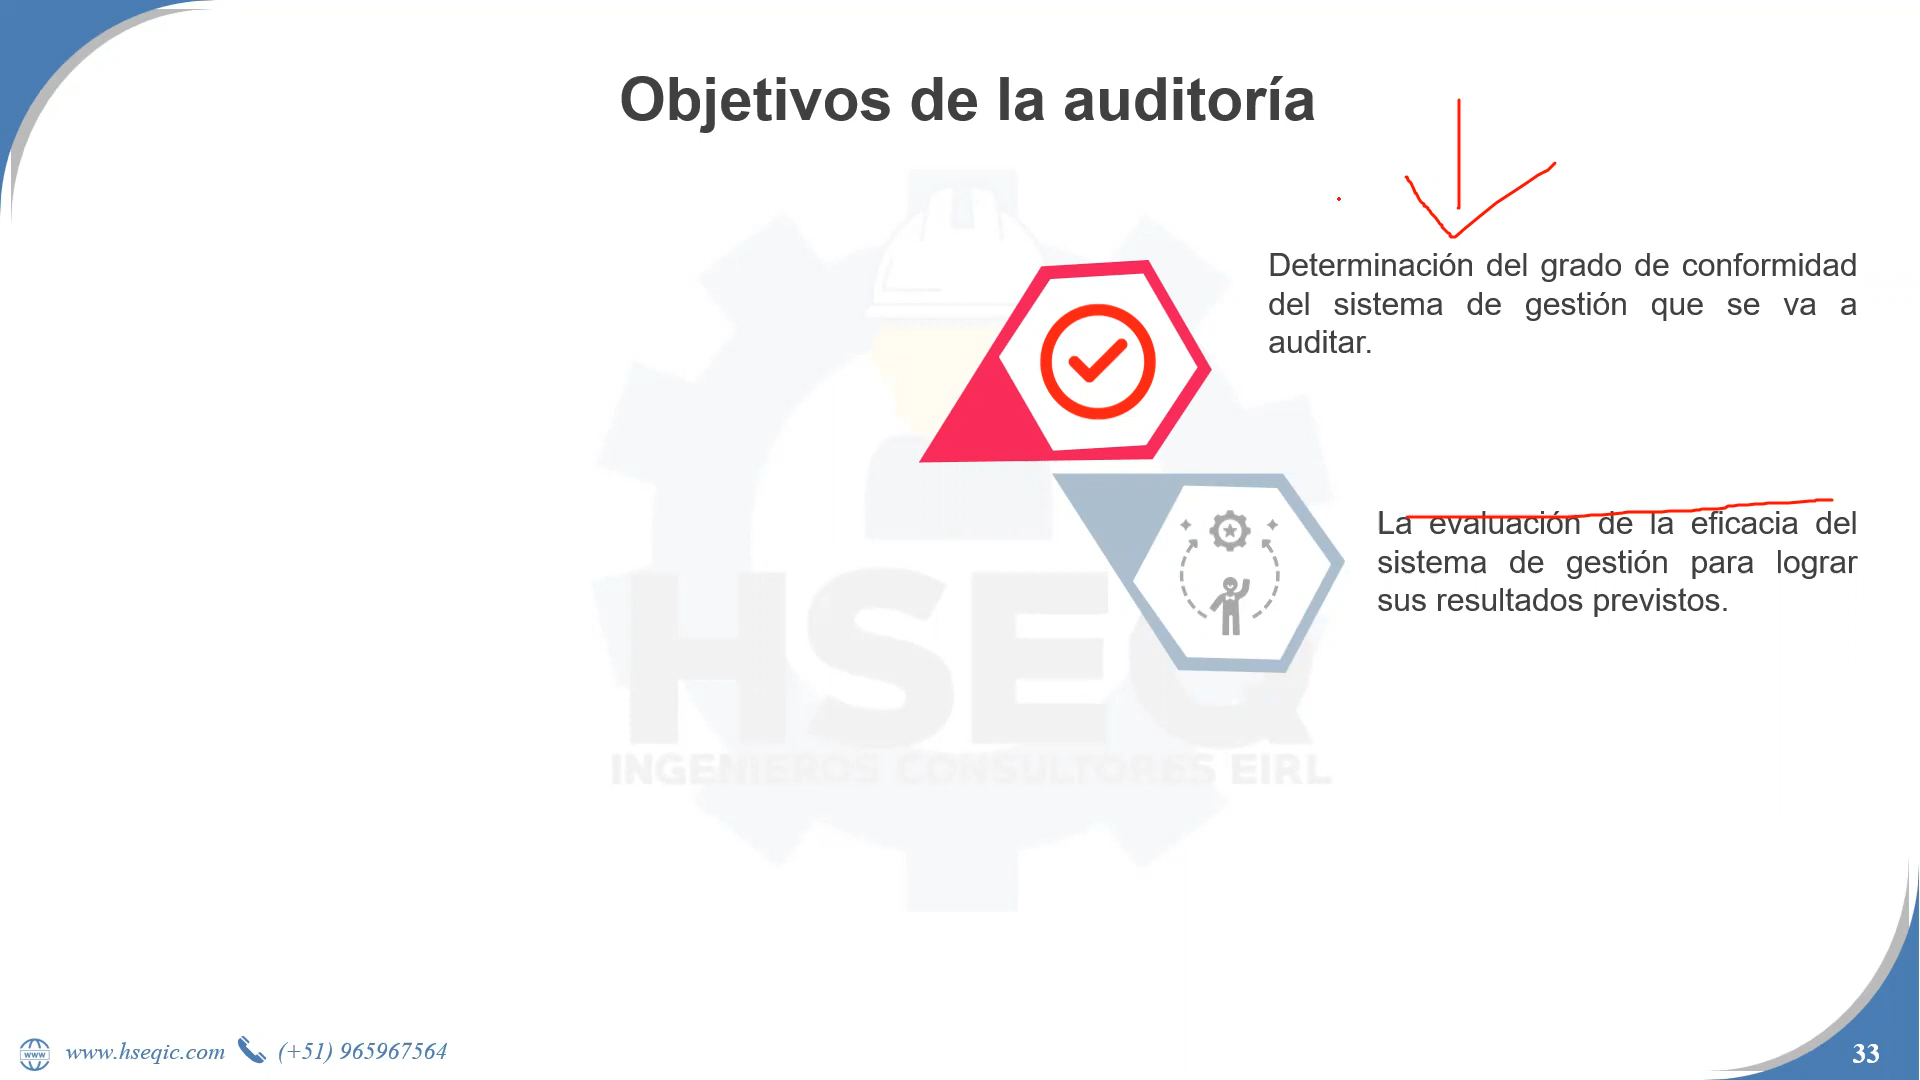 Objetivos de la auditoría
Determinación del grado de conformidad
del sistema de gestión que se va a
auditar.
La evaluación de la eficacia del
sistema de gestión para lograr
sus resultados previstos.
HSEQ
INGENIEROS CONSULTORES EIRL
www
www.hseqic.com (+51) 965967564
33